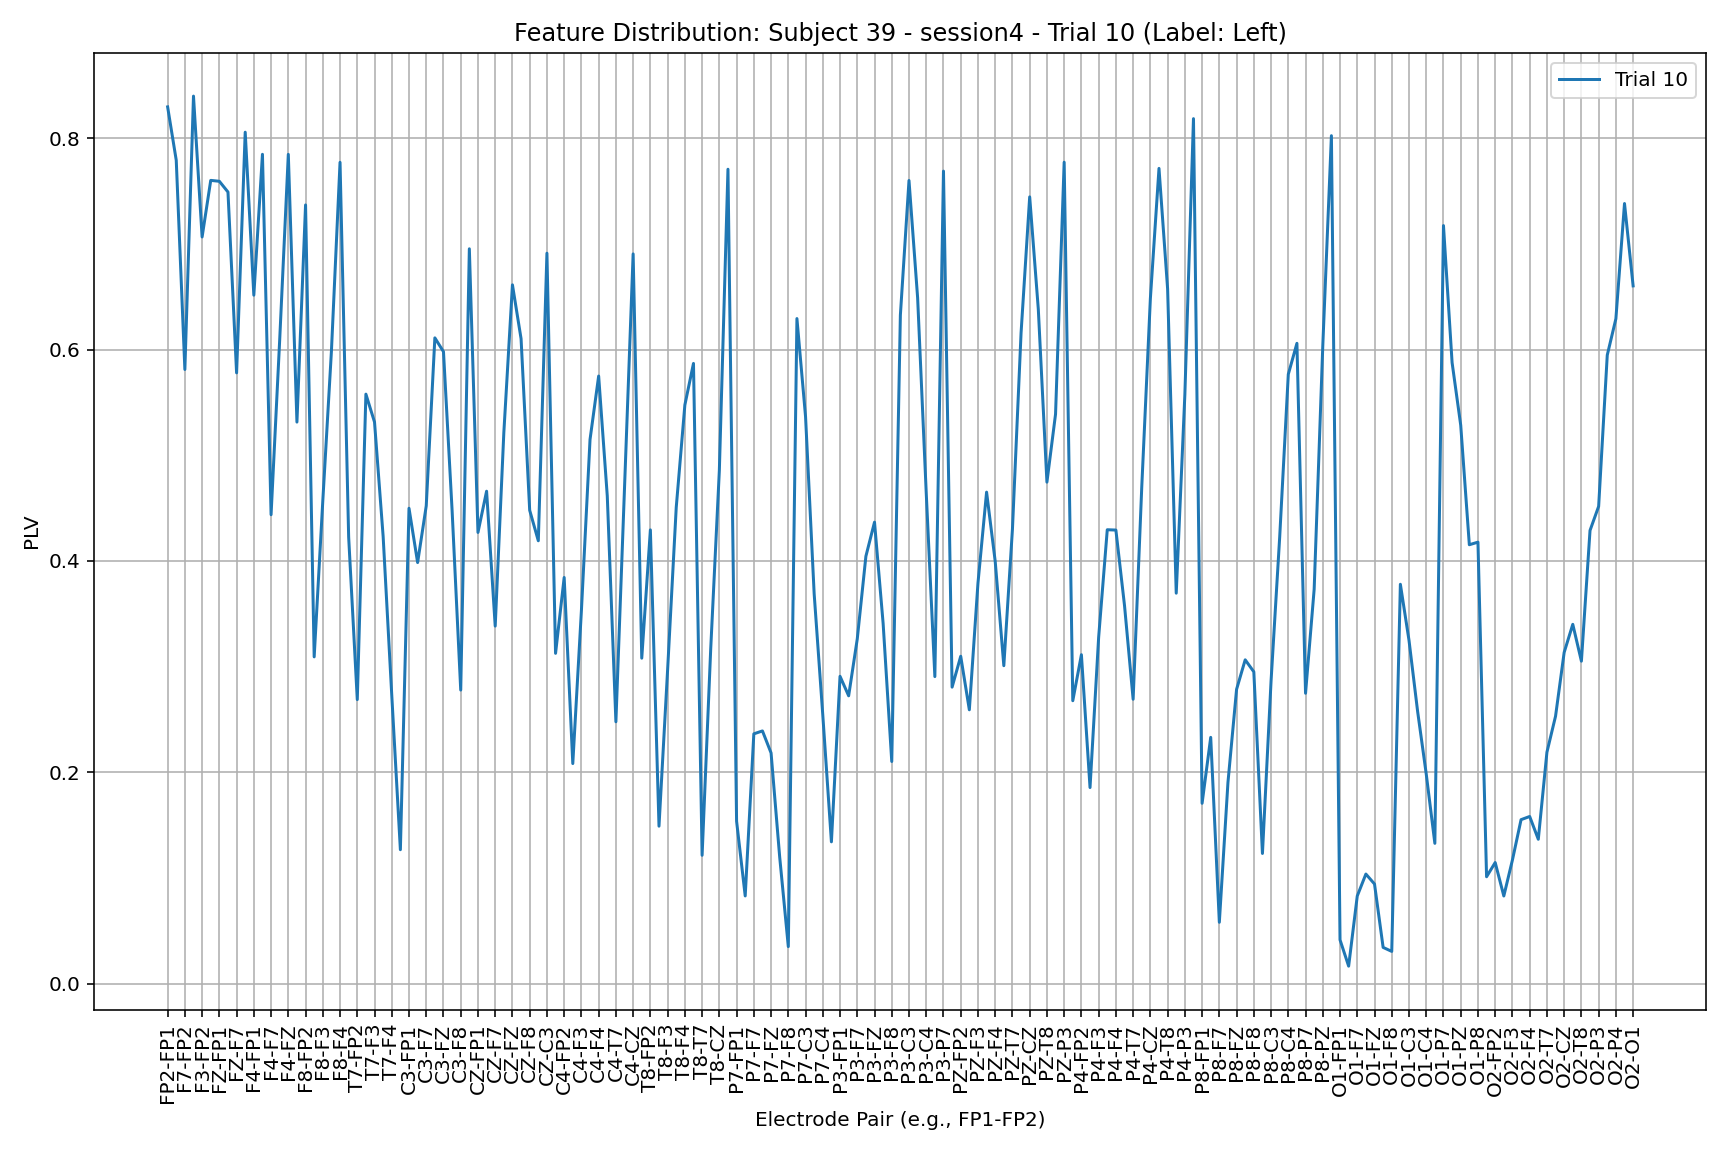 Feature Distribution: Subject 39 - session4 - Trial 10 (Label: Left)
Trial 10
PLV
0.8
0.6
0.4
0.2
0.0
FP2-FP1
F7-FP2
F3-FP2
FZ-FP1
FZ-F7
F4-FP1
F4-F7
F4-FZ
F8-FP2
F8-F3
F8-F4
T7-FP2
T7-F3
T7-F4
C3-FP1
C3-F7
C3-FZ
C3-F8
CZ-FP1
CZ-F7
CZ-FZ
CZ-F8
CZ-C3
C4-FP2
C4-F3
C4-F4
C4-T7
C4-CZ
T8-FP2
T8-F3
T8-F4
T8-T7
T8-CZ
P7-FP1
P7-F7
P7-FZ
P7-F8
P7-C3
P7-C4
P3-FP1
P3-F7
P3-FZ
P3-F8
P3-C3
P3-C4
P3-P7
PZ-FP2
PZ-F3
PZ-F4
PZ-T7
PZ-CZ
PZ-T8
PZ-P3
P4-FP2
P4-F3
P4-F4
P4-T7
P4-CZ
P4-T8
P4-P3
P8-FP1
P8-F7
P8-FZ
P8-F8
P8-C3
P8-C4
P8-P7
P8-PZ
O1-FP1
O1-F7
O1-FZ
O1-F8
O1-C3
O1-C4
O1-P7
O1-PZ
O1-P8
O2-FP2
O2-F3
O2-F4
O2-T7
O2-CZ
O2-T8
O2-P3
O2-P4
O2-O1
Electrode Pair (e.g., FP1-FP2)